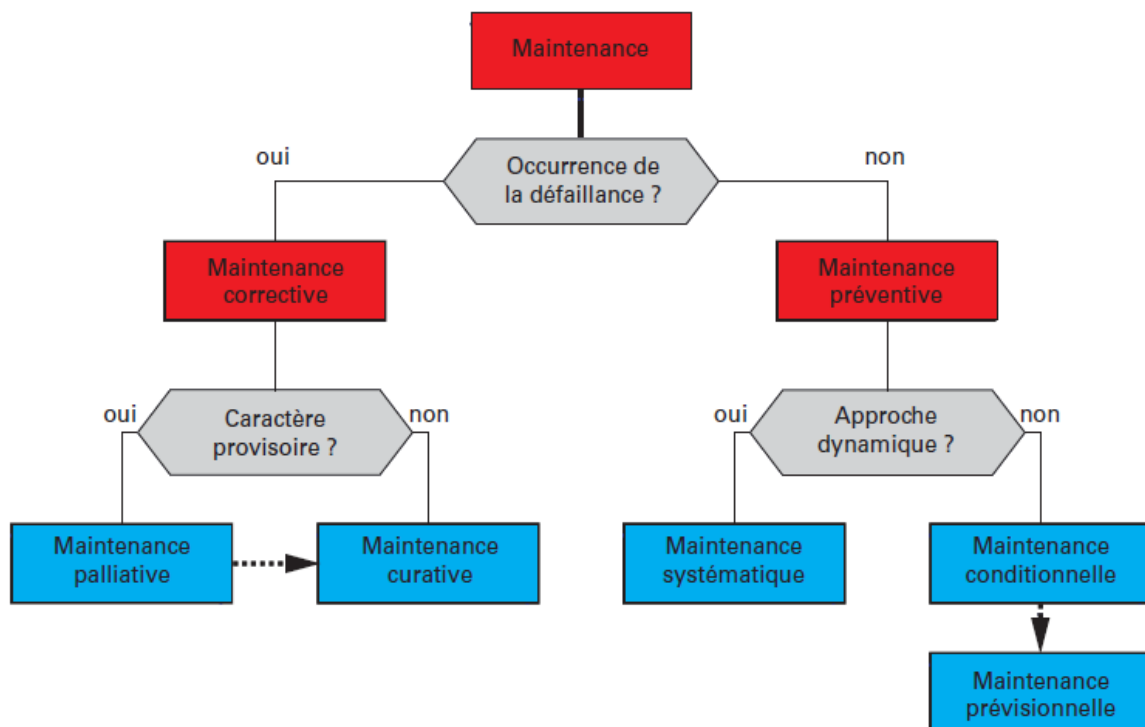 Maintenance
oui
Occurrence de
la défaillance ?
non
Maintenance
corrective
Maintenance
préventive
oui
Caractère
provisoire ?
non
oui
Approche
dynamique ?
non
Maintenance
palliative
Maintenance
curative
Maintenance
systématique
Maintenance
conditionnelle
Maintenance
prévisionnelle